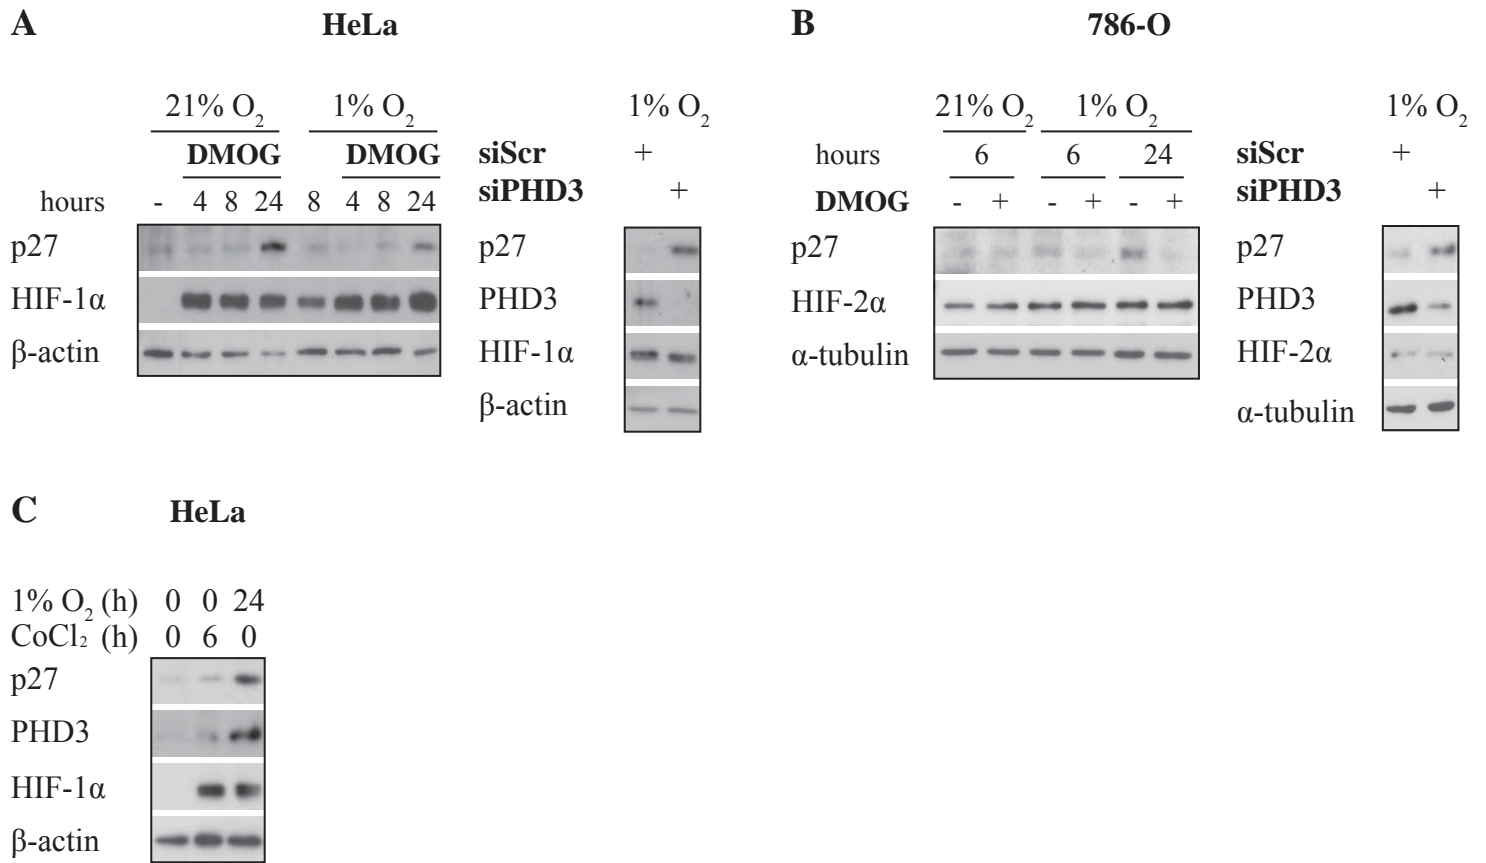 A HeLa
21% O2 1% O2 1% O2
DMOG DMOG siScr +
siPHD3 +
hours - 4 8 24 8 4 8 24
p27 p27
HIF-1α PHD3
β-actin HIF-1α
β-actin
B 786-O
21% O2 1% O2 1% O2
hours 6 6 24 siScr +
siPHD3 +
DMOG - + - + - +
p27 p27
HIF-2α PHD3
α-tubulin HIF-2α
α-tubulin
C HeLa
1% O2 (h) 0 0 24
CoCl2 (h) 0 6 0
p27
PHD3
HIF-1α
β-actin